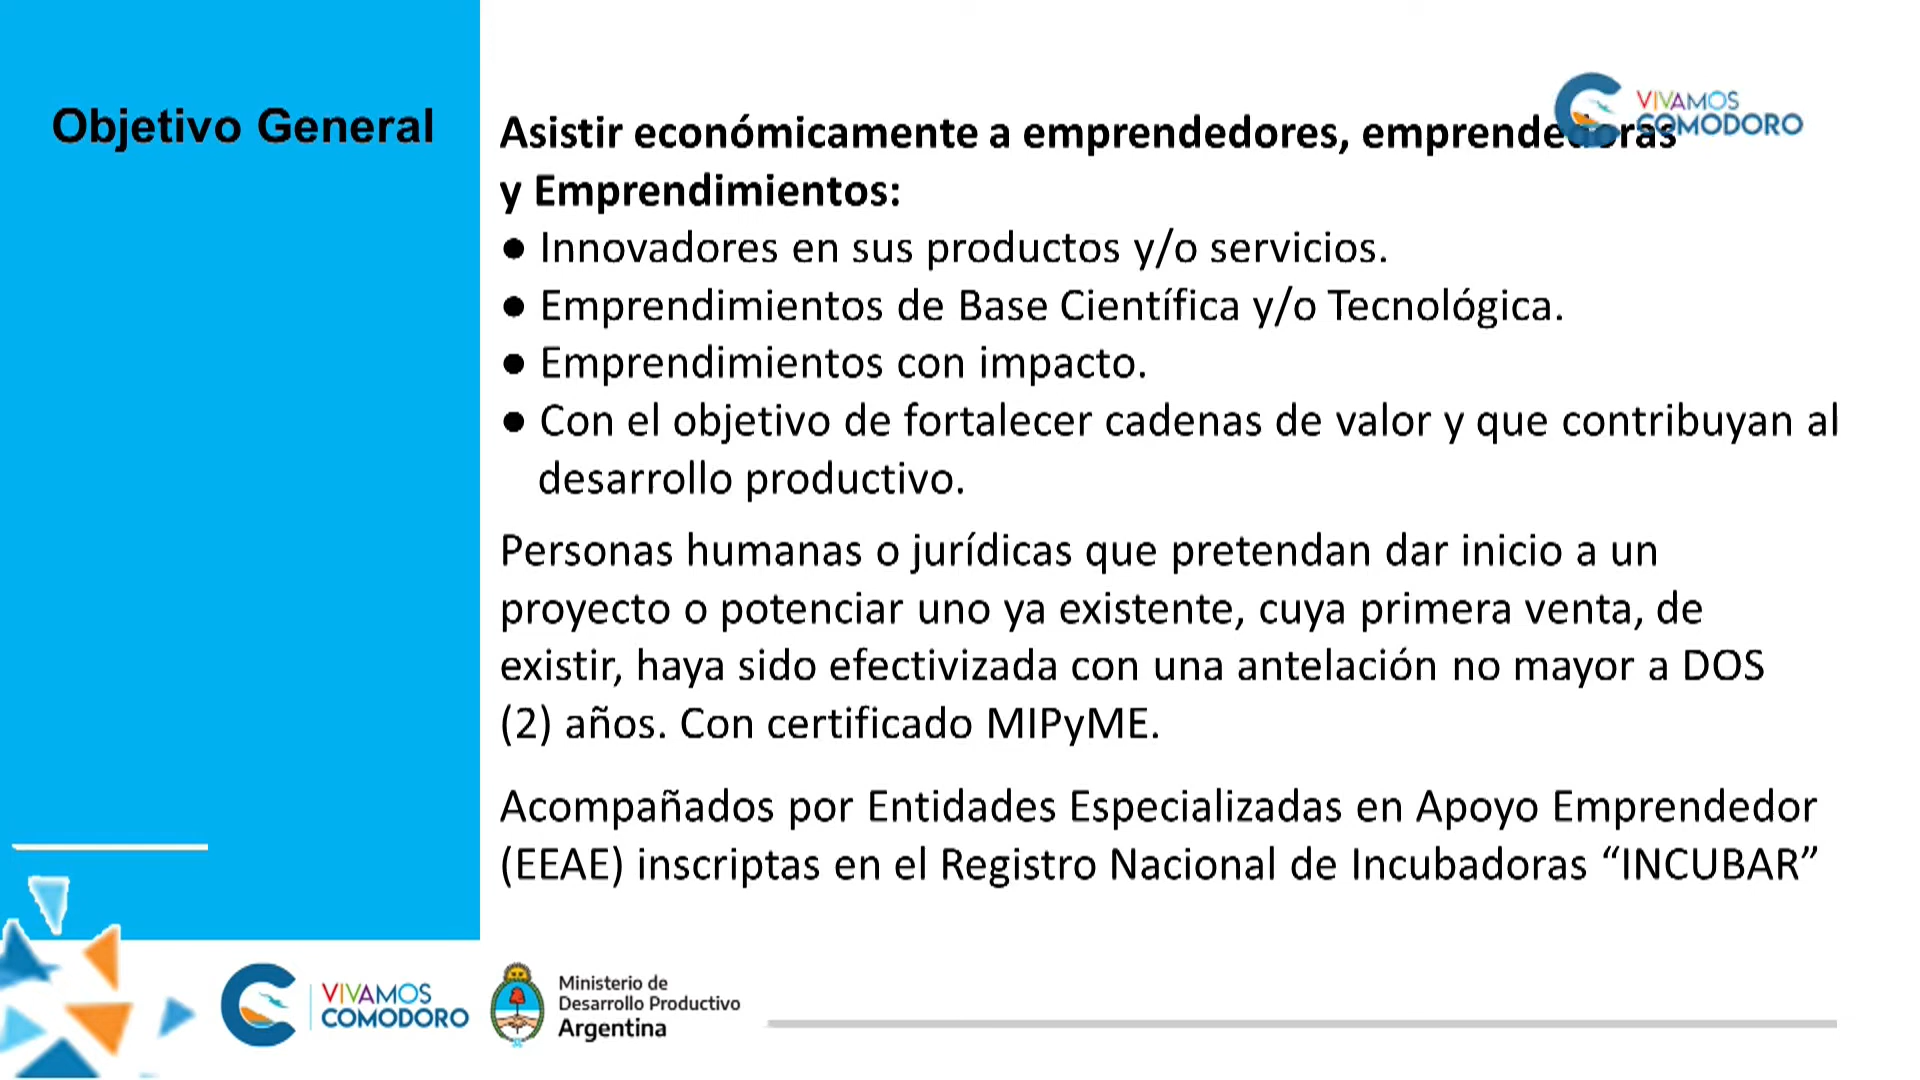 Objetivo General
Asistir económicamente a emprendedores, emprendedoras
y Emprendimientos:
● Innovadores en sus productos y/o servicios.
● Emprendimientos de Base Científica y/o Tecnológica.
● Emprendimientos con impacto.
● Con el objetivo de fortalecer cadenas de valor y que contribuyan al
desarrollo productivo.
Personas humanas o jurídicas que pretendan dar inicio a un
proyecto o potenciar uno ya existente, cuya primera venta, de
existir, haya sido efectivizada con una antelación no mayor a DOS
(2) años. Con certificado MIPyME.
Acompañados por Entidades Especializadas en Apoyo Emprendedor
(EEAE) inscriptas en el Registro Nacional de Incubadoras “INCUBAR”
VIVAMOS
COMODORO
VIVAMOS
COMODORO
Ministerio de
Desarrollo Productivo
Argentina